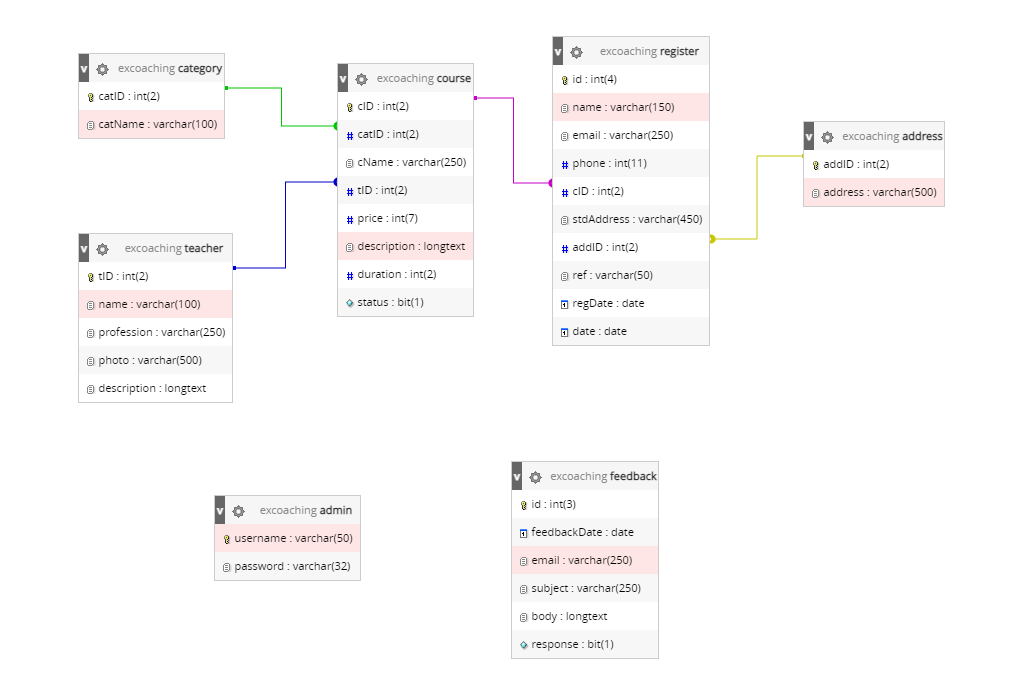 v excoaching category
catID : int(2)
catName : varchar(100)
v excoaching teacher
tID : int(2)
name : varchar(100)
profession : varchar(250)
photo : varchar(500)
description : longtext
v excoaching course
cID : int(2)
# catID : int(2)
cName : varchar(250)
# tID : int(2)
# price : int(7)
description : longtext
# duration : int(2)
status : bit(1)
v excoaching register
id : int(4)
name : varchar(150)
email : varchar(250)
# phone : int(11)
# cID : int(2)
stdAddress : varchar(450)
# addID : int(2)
ref : varchar(50)
regDate : date
date : date
v excoaching address
addID : int(2)
address : varchar(500)
v excoaching admin
username : varchar(50)
password : varchar(32)
v excoaching feedback
id : int(3)
feedbackDate : date
email : varchar(250)
subject : varchar(250)
body : longtext
response : bit(1)